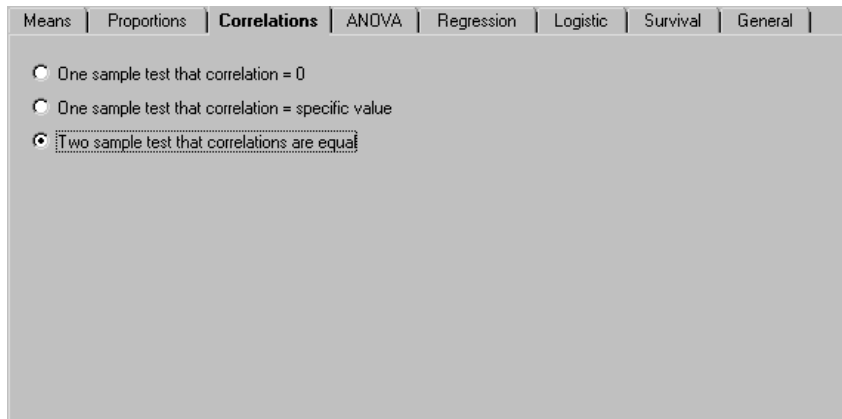 Means Proportions Correlations ANOVA Regression Logistic Survival General
One sample test that correlation = 0
One sample test that correlation = specific value
Two sample test that correlations are equal